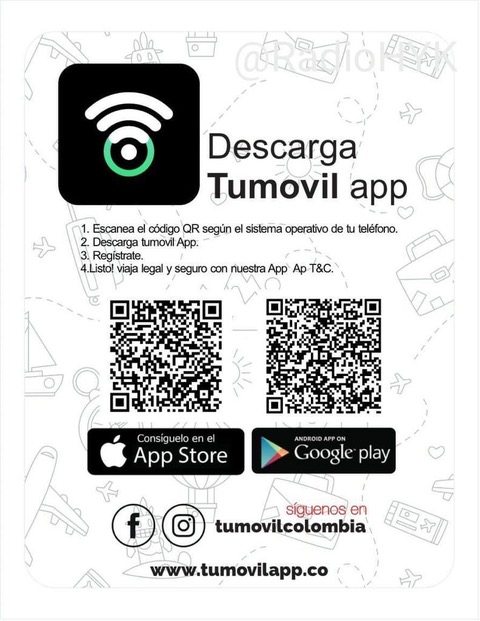 @RadioHYK
Descarga
Tumovil app
1. Escanea el código QR según el sistema operativo de tu teléfono.
2. Descarga tumovil App.
3. Regístrate.
4.Listo! viaja legal y seguro con nuestra App Ap T&C.
Consíguelo en el
App Store
ANDROID APP ON
Google play
síguenos en
tumovilcolombia
www.tumovilapp.co